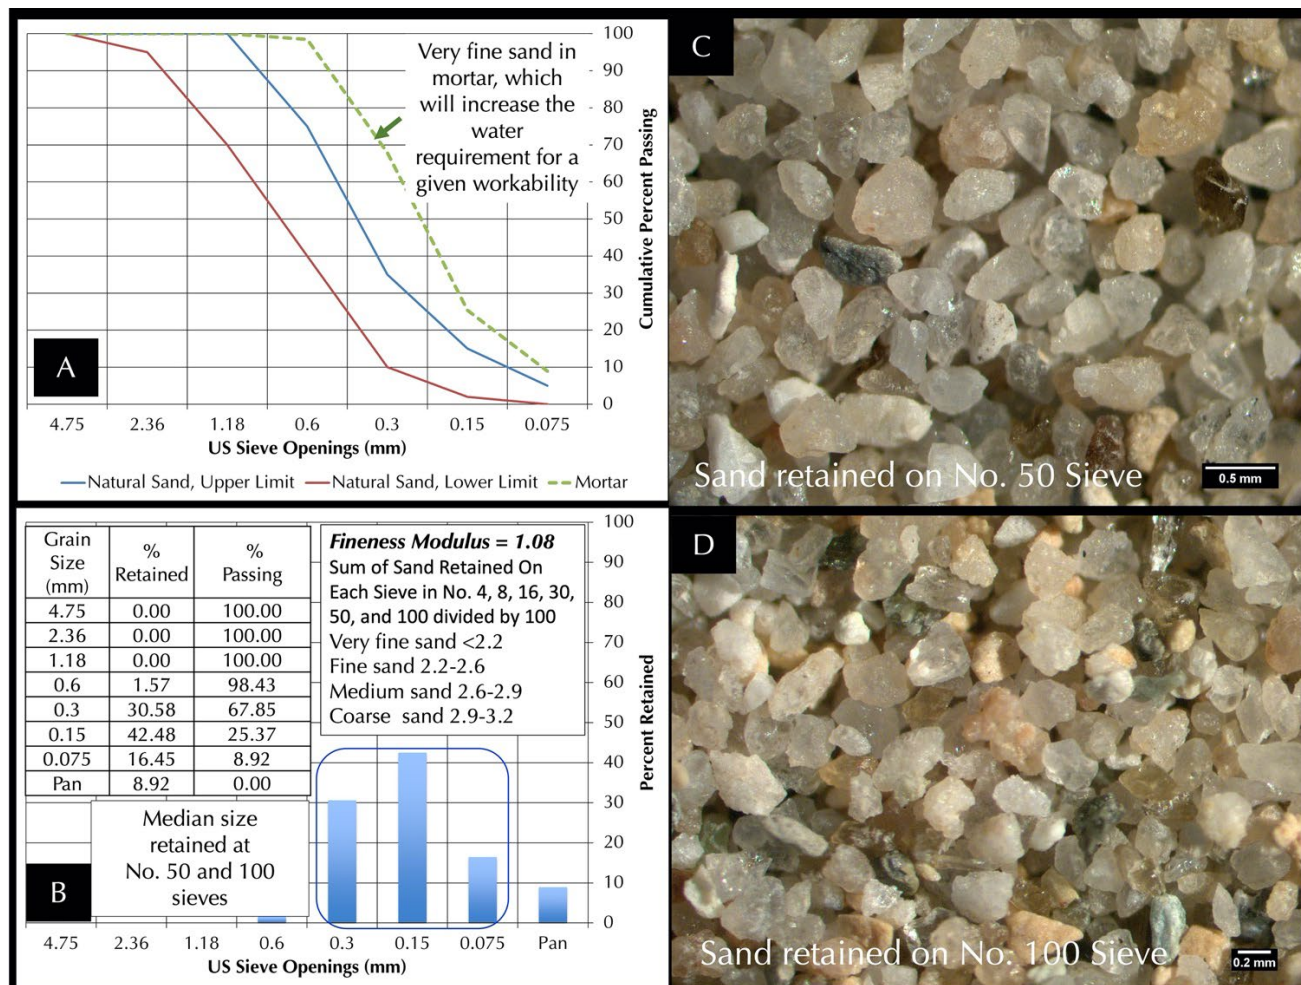 Very fine sand in
mortar, which
will increase the
water
requirement for a
given workability
100
90
80
70
60
50
40
30
20
10
0
Cumulative Percent Passing
A
4.75 2.36 1.18 0.6 0.3 0.15 0.075
US Sieve Openings (mm)
Natural Sand, Upper Limit Natural Sand, Lower Limit Mortar
Grain Size (mm) % Retained % Passing
4.75 0.00 100.00
2.36 0.00 100.00
1.18 0.00 100.00
0.6 1.57 98.43
0.3 30.58 67.85
0.15 42.48 25.37
0.075 16.45 8.92
Pan 8.92 0.00
Fineness Modulus = 1.08
Sum of Sand Retained On
Each Sieve in No. 4, 8, 16, 30,
50, and 100 divided by 100
Very fine sand <2.2
Fine sand 2.2-2.6
Medium sand 2.6-2.9
Coarse sand 2.9-3.2
Median size
retained at
No. 50 and 100
sieves
100
90
80
70
60
50
40
30
20
10
0
Percent Retained
B
4.75 2.36 1.18 0.6 0.3 0.15 0.075 Pan
US Sieve Openings (mm)
C
Sand retained on No. 50 Sieve
0.5 mm
D
Sand retained on No. 100 Sieve
0.2 mm